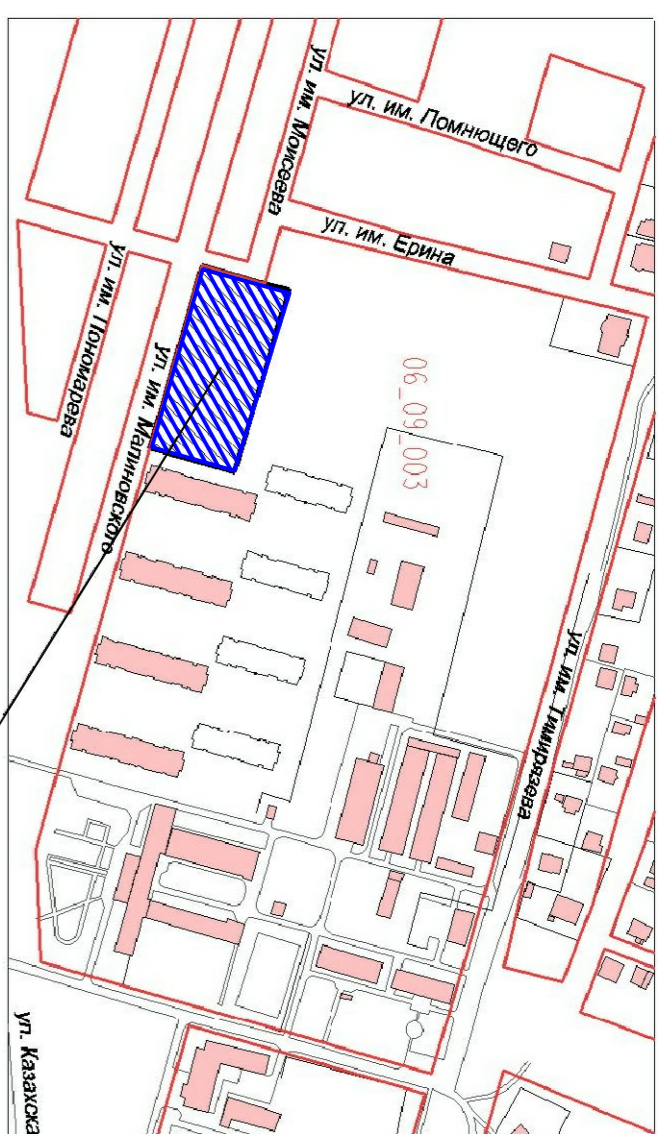 ул. им. Моисеева
ул. им. Помнющего
ул. им. Ерина
ул. им. Пономарева
ул. им. Малиновского
06_09_003
ул. им. Тимирязева
ул. Казахска